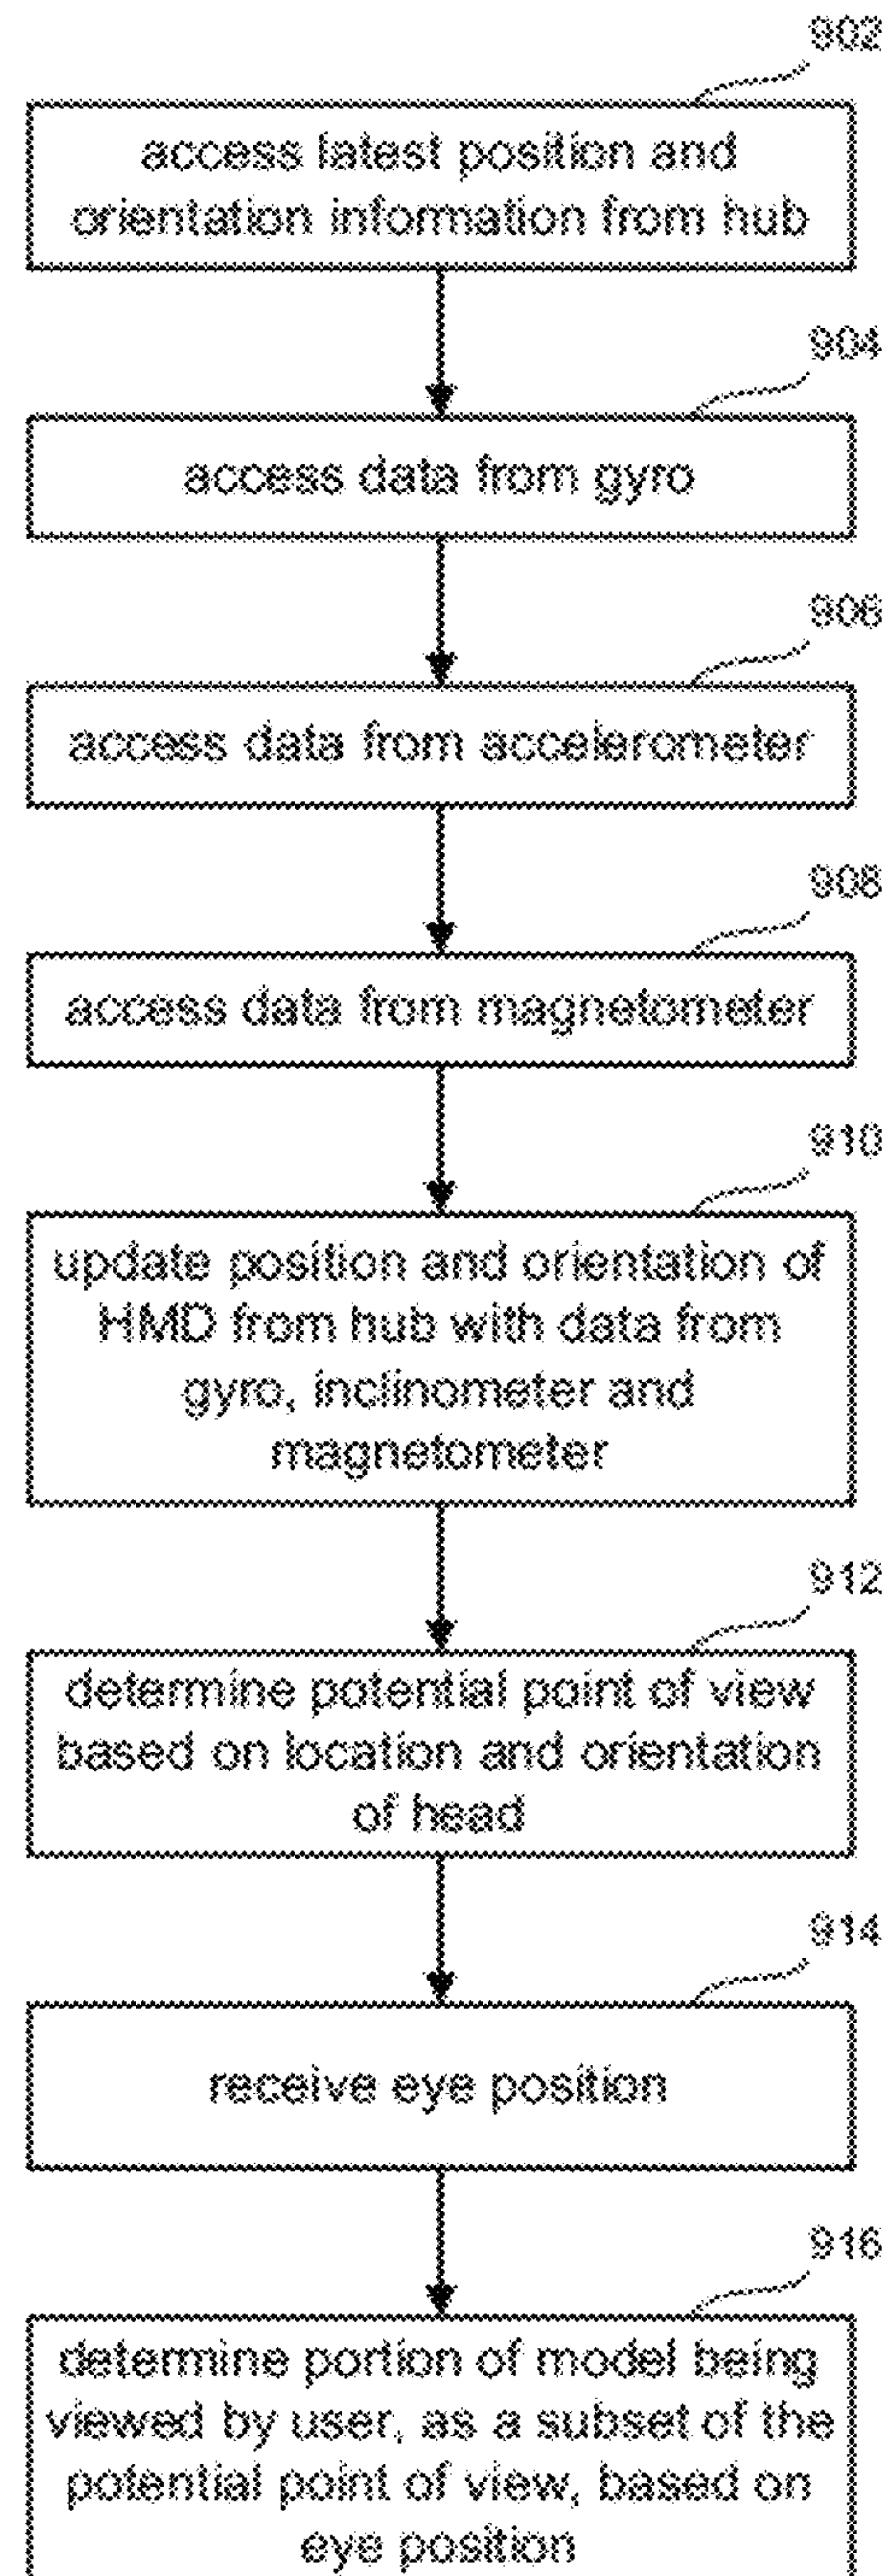 902
access latest position and
orientation information from hub
904
access data from gyro
906
access data from accelerometer
908
access data from magnetometer
910
update position and orientation of
HMD from hub with data from
gyro, inclinometer and
magnetometer
912
determine potential point of view
based on location and orientation
of head
914
receive eye position
916
determine portion of model being
viewed by user, as a subset of the
potential point of view, based on
eye position